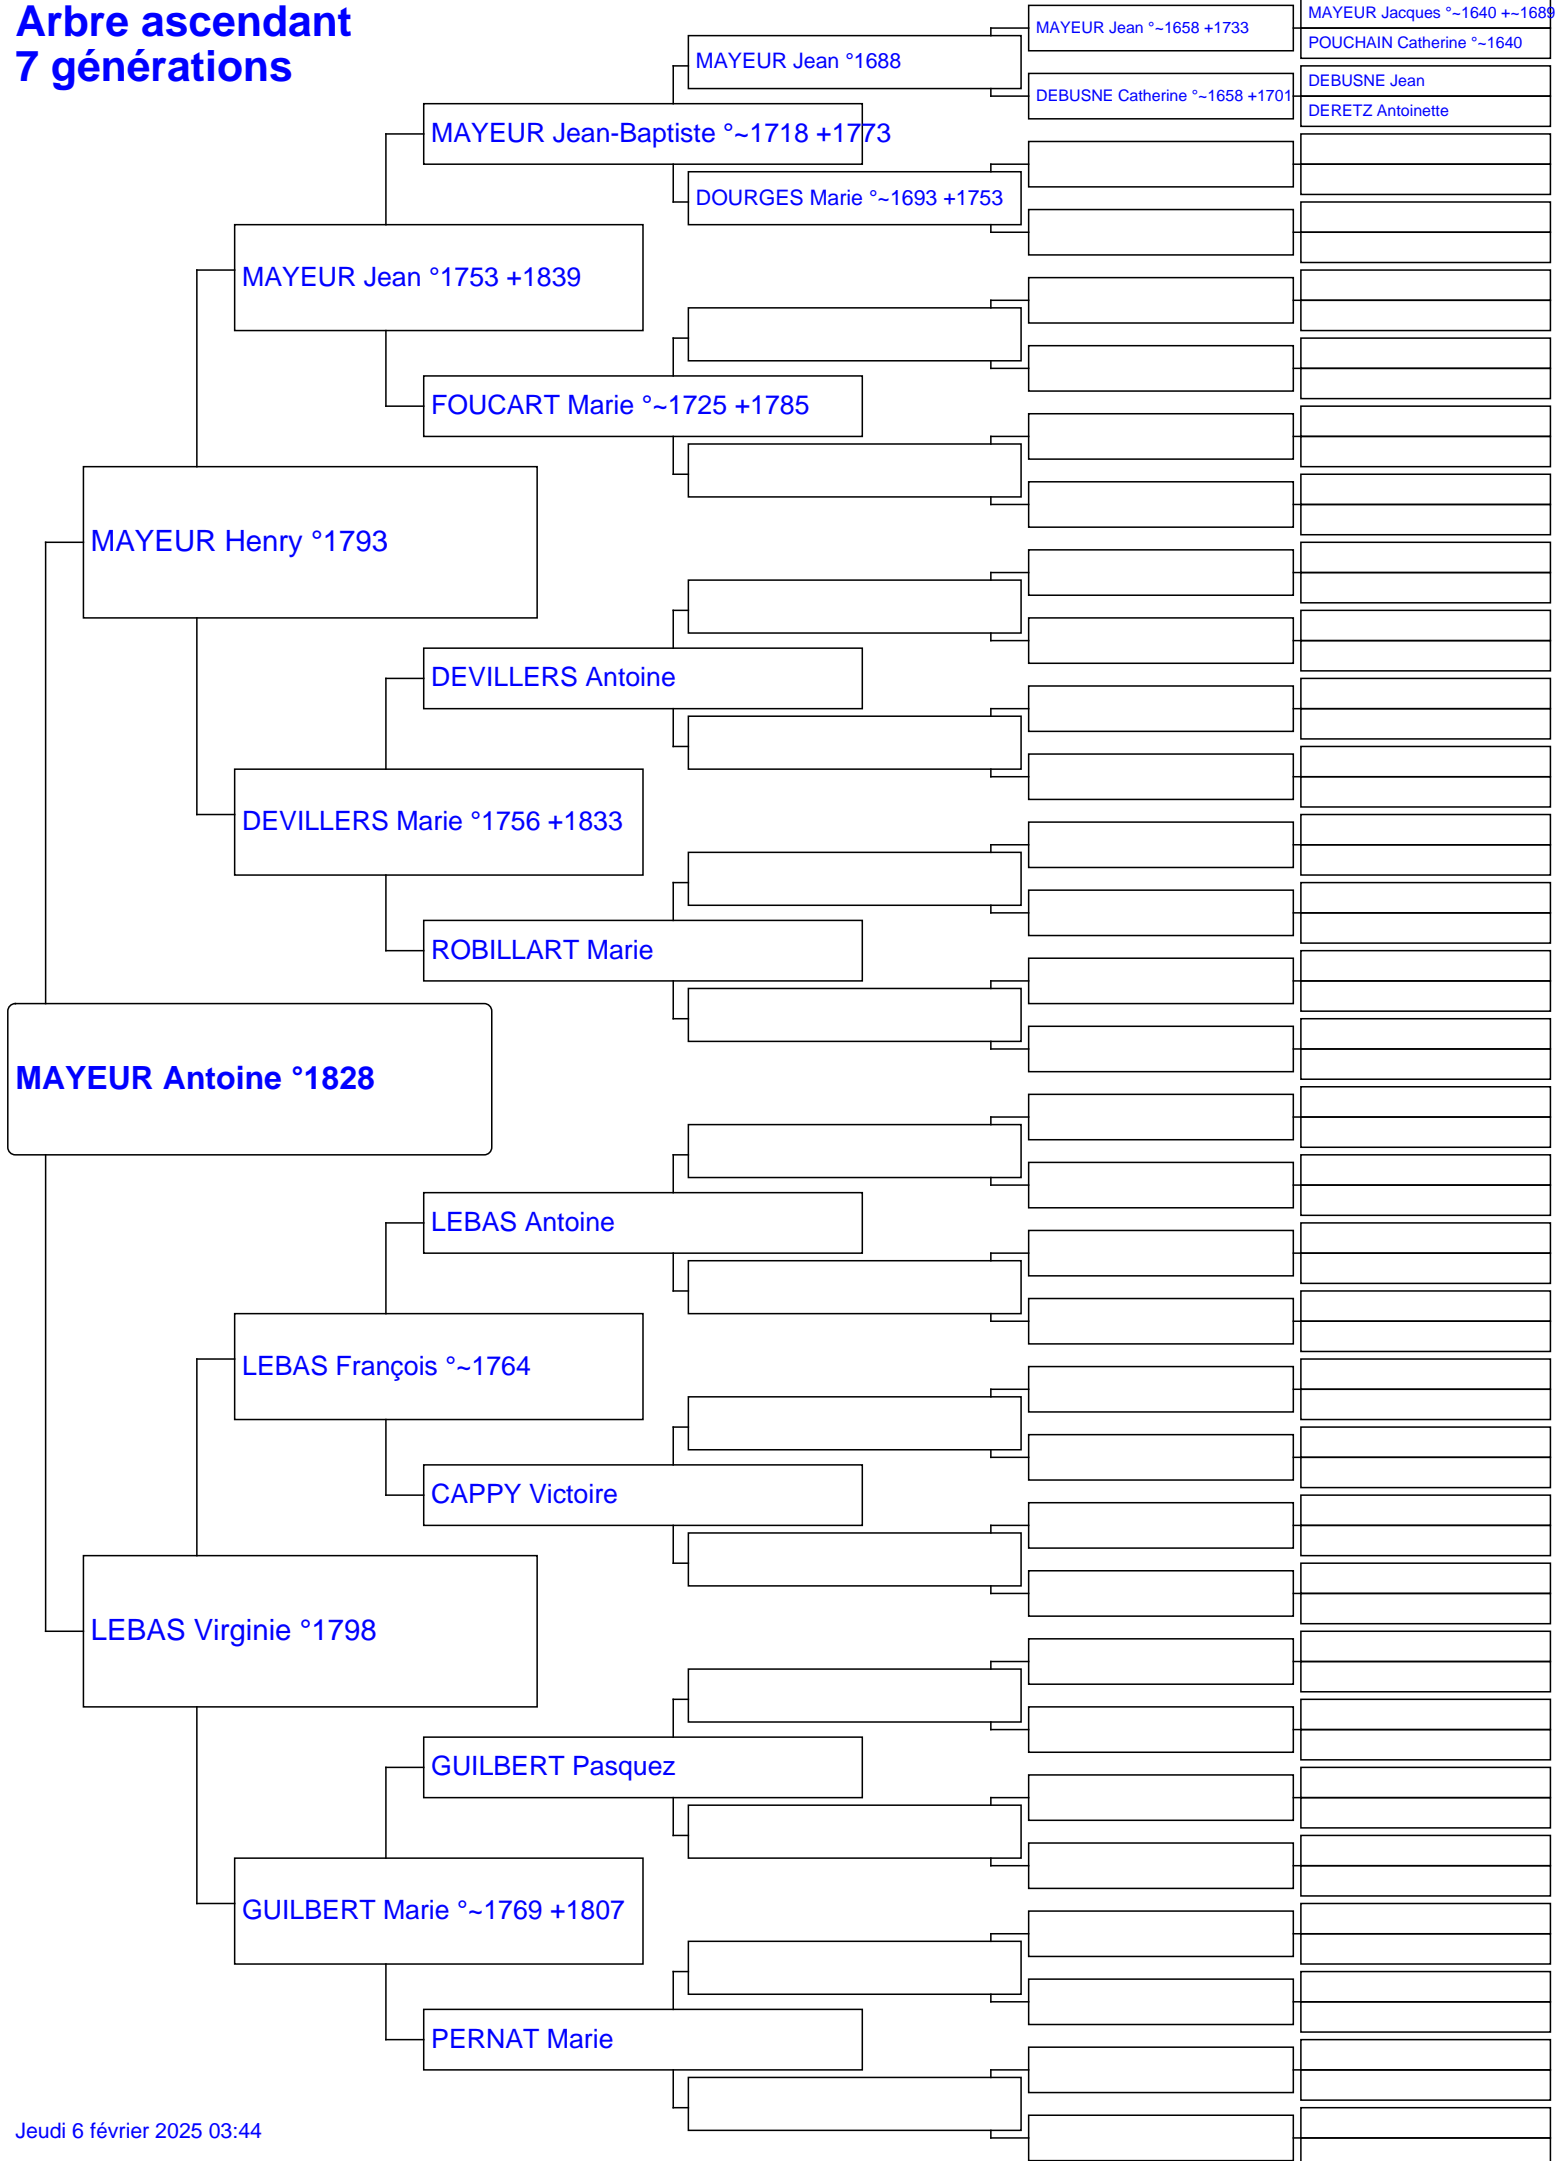 Arbre ascendant
7 générations
MAYEUR Jacques °~1640 +~1689
MAYEUR Jean °~1658 +1733
POUCHAIN Catherine °~1640
MAYEUR Jean °1688
DEBUSNE Jean
DEBUSNE Catherine °~1658 +1701
DERETZ Antoinette
MAYEUR Jean-Baptiste °~1718 +1773
DOURGES Marie °~1693 +1753
MAYEUR Jean °1753 +1839
FOUCART Marie °~1725 +1785
MAYEUR Henry °1793
DEVILLERS Antoine
DEVILLERS Marie °1756 +1833
ROBILLART Marie
MAYEUR Antoine °1828
LEBAS Antoine
LEBAS François °~1764
CAPPY Victoire
LEBAS Virginie °1798
GUILBERT Pasquez
GUILBERT Marie °~1769 +1807
PERNAT Marie
Jeudi 6 février 2025 03:44